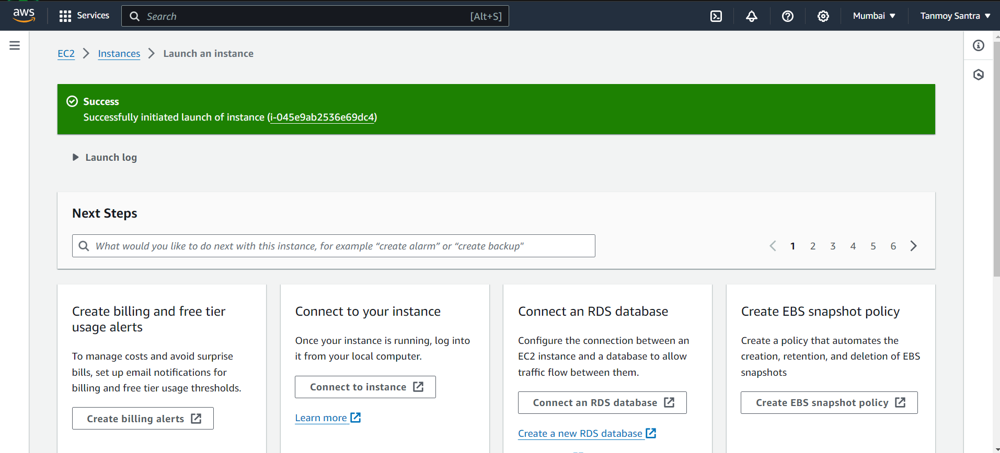 aws
Services
Search
[Alt+S]
Mumbai
Tanmoy Santra
EC2
Instances
Launch an instance
Success
Successfully initiated launch of instance (i-045e9ab2536e69dc4)
Launch log
Next Steps
What would you like to do next with this instance, for example “create alarm” or “create backup"
1 2 3 4 5 6
Create billing and free tier
usage alerts
To manage costs and avoid surprise
bills, set up email notifications for
billing and free tier usage thresholds.
Create billing alerts
Connect to your instance
Once your instance is running, log into
it from your local computer.
Connect to instance
Learn more
Connect an RDS database
Configure the connection between an
EC2 instance and a database to allow
traffic flow between them.
Connect an RDS database
Create a new RDS database
Create EBS snapshot policy
Create a policy that automates the
creation, retention, and deletion of EBS
snapshots
Create EBS snapshot policy